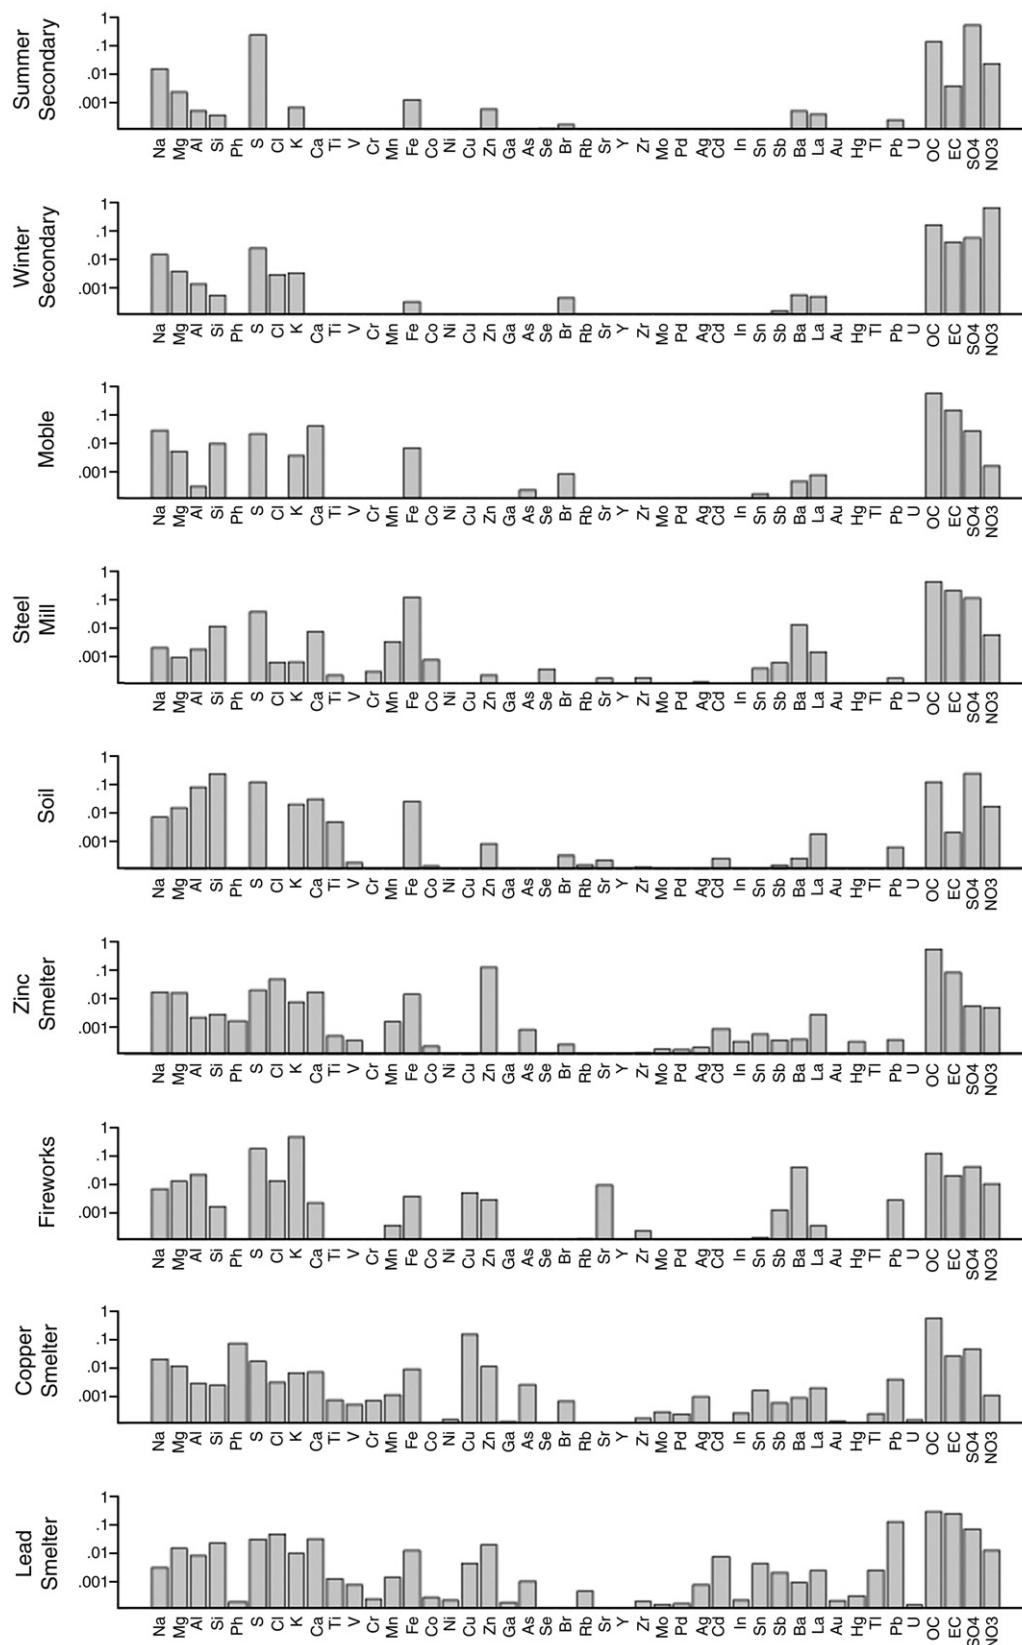 Summer
Secondary
1
.1
.01
.001
Na Mg Al Si Ph S Cl K Ca Ti V Cr Mn Fe Co Ni Cu Zn Ga As Se Br Rb Sr Y Zr Mo Pd Ag Cd In Sn Sb Ba La Au Hg Tl Pb U OC EC SO4 NO3
Winter
Secondary
1
.1
.01
.001
Na Mg Al Si Ph S Cl K Ca Ti V Cr Mn Fe Co Ni Cu Zn Ga As Se Br Rb Sr Y Zr Mo Pd Ag Cd In Sn Sb Ba La Au Hg Tl Pb U OC EC SO4 NO3
Moble
1
.1
.01
.001
Na Mg Al Si Ph S Cl K Ca Ti V Cr Mn Fe Co Ni Cu Zn Ga As Se Br Rb Sr Y Zr Mo Pd Ag Cd In Sn Sb Ba La Au Hg Tl Pb U OC EC SO4 NO3
Steel
Mill
1
.1
.01
.001
Na Mg Al Si Ph S Cl K Ca Ti V Cr Mn Fe Co Ni Cu Zn Ga As Se Br Rb Sr Y Zr Mo Pd Ag Cd In Sn Sb Ba La Au Hg Tl Pb U OC EC SO4 NO3
Soil
1
.1
.01
.001
Na Mg Al Si Ph S Cl K Ca Ti V Cr Mn Fe Co Ni Cu Zn Ga As Se Br Rb Sr Y Zr Mo Pd Ag Cd In Sn Sb Ba La Au Hg Tl Pb U OC EC SO4 NO3
Zinc
Smelter
1
.1
.01
.001
Na Mg Al Si Ph S Cl K Ca Ti V Cr Mn Fe Co Ni Cu Zn Ga As Se Br Rb Sr Y Zr Mo Pd Ag Cd In Sn Sb Ba La Au Hg Tl Pb U OC EC SO4 NO3
Fireworks
1
.1
.01
.001
Na Mg Al Si Ph S Cl K Ca Ti V Cr Mn Fe Co Ni Cu Zn Ga As Se Br Rb Sr Y Zr Mo Pd Ag Cd In Sn Sb Ba La Au Hg Tl Pb U OC EC SO4 NO3
Copper
Smelter
1
.1
.01
.001
Na Mg Al Si Ph S Cl K Ca Ti V Cr Mn Fe Co Ni Cu Zn Ga As Se Br Rb Sr Y Zr Mo Pd Ag Cd In Sn Sb Ba La Au Hg Tl Pb U OC EC SO4 NO3
Lead
Smelter
1
.1
.01
.001
Na Mg Al Si Ph S Cl K Ca Ti V Cr Mn Fe Co Ni Cu Zn Ga As Se Br Rb Sr Y Zr Mo Pd Ag Cd In Sn Sb Ba La Au Hg Tl Pb U OC EC SO4 NO3